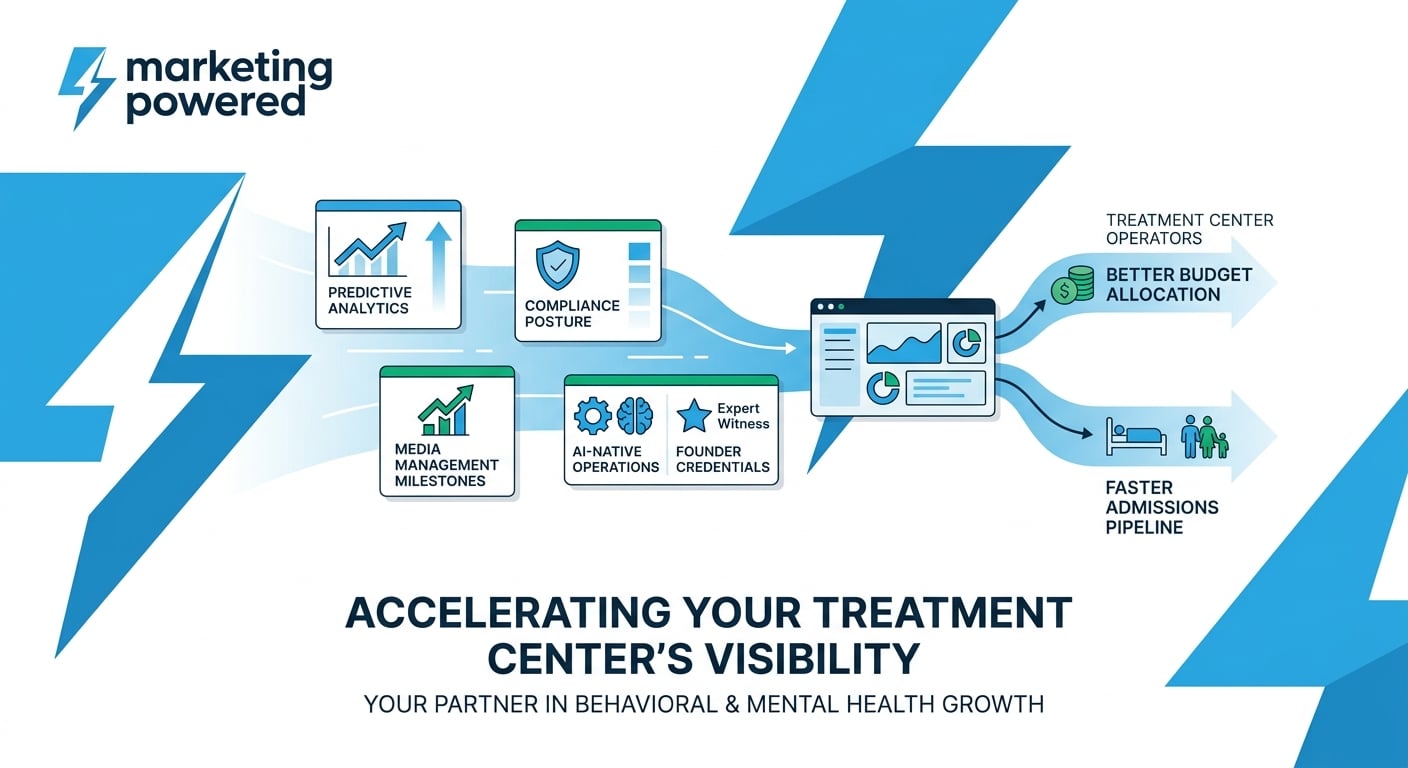 marketing
powered
PREDICTIVE
ANALYTICS
COMPLIANCE
POSTURE
MEDIA
MANAGEMENT
MILESTONES
AI-NATIVE
OPERATIONS
Expert
Witness
FOUNDER
CREDENTIALS
TREATMENT CENTER
OPERATORS
$
BETTER BUDGET
ALLOCATION
FASTER
ADMISSIONS
PIPELINE
ACCELERATING YOUR TREATMENT
CENTER’S VISIBILITY
YOUR PARTNER IN BEHAVIORAL & MENTAL HEALTH GROWTH